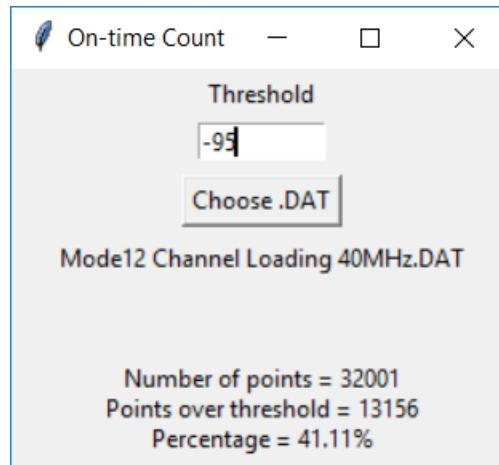 On-time Count
Threshold
-95
Choose .DAT
Mode12 Channel Loading 40MHz.DAT
Number of points = 32001
Points over threshold = 13156
Percentage = 41.11%